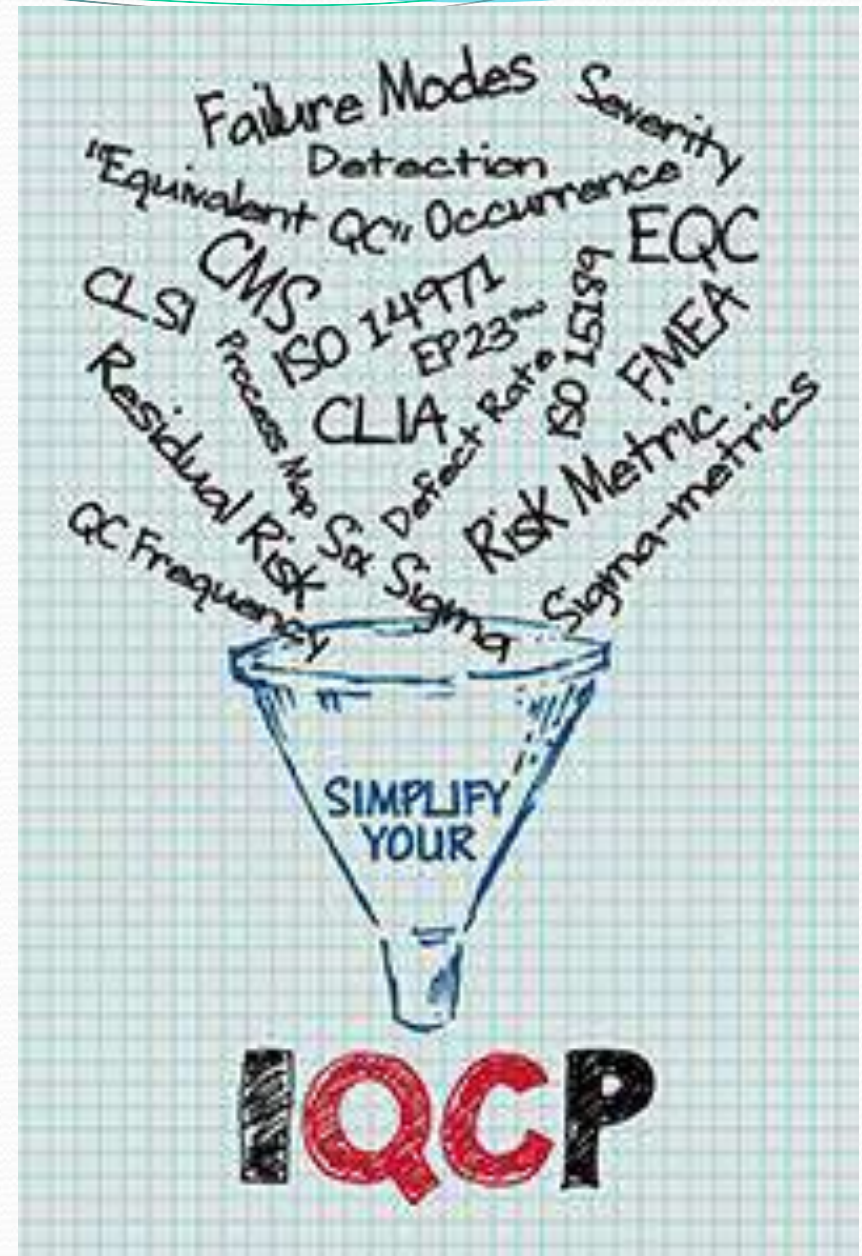 Failure Modes
Severity
Detection
"Equivalent QC" Occurrence
EQC
CMS
CLSI
ISO 14971
EP23™
ISO 15189
FMEA
Process Map
CLIA
Defect Rate
Residual Risk
Risk Metric
Sigma-metrics
QC Frequency
Six Sigma
SIMPLIFY
YOUR
IQCP